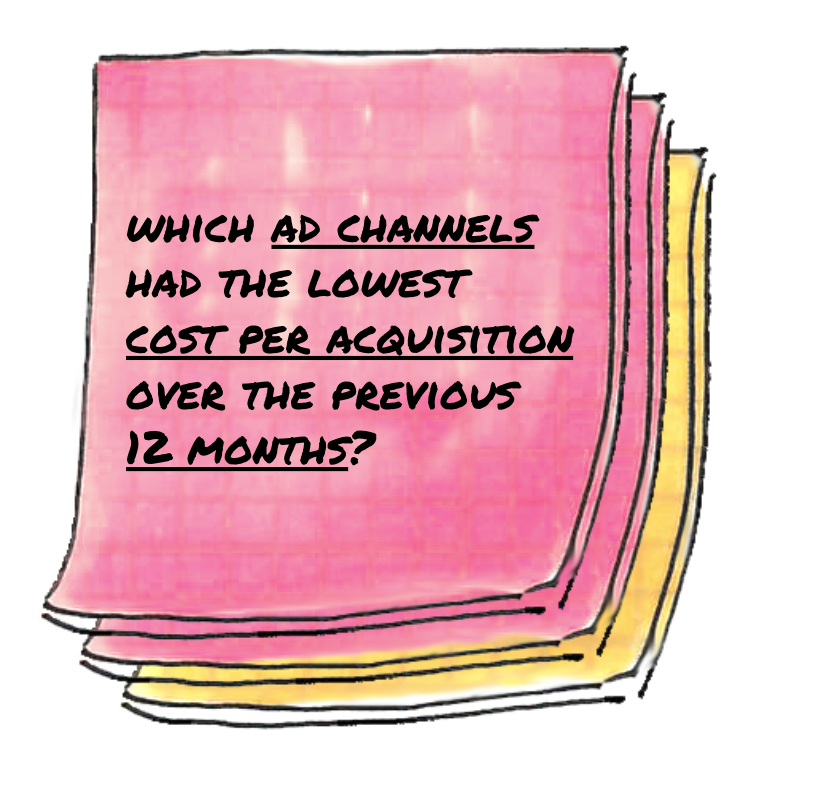 WHICH AD CHANNELS
HAD THE LOWEST
COST PER ACQUISITION
OVER THE PREVIOUS
12 MONTHS?